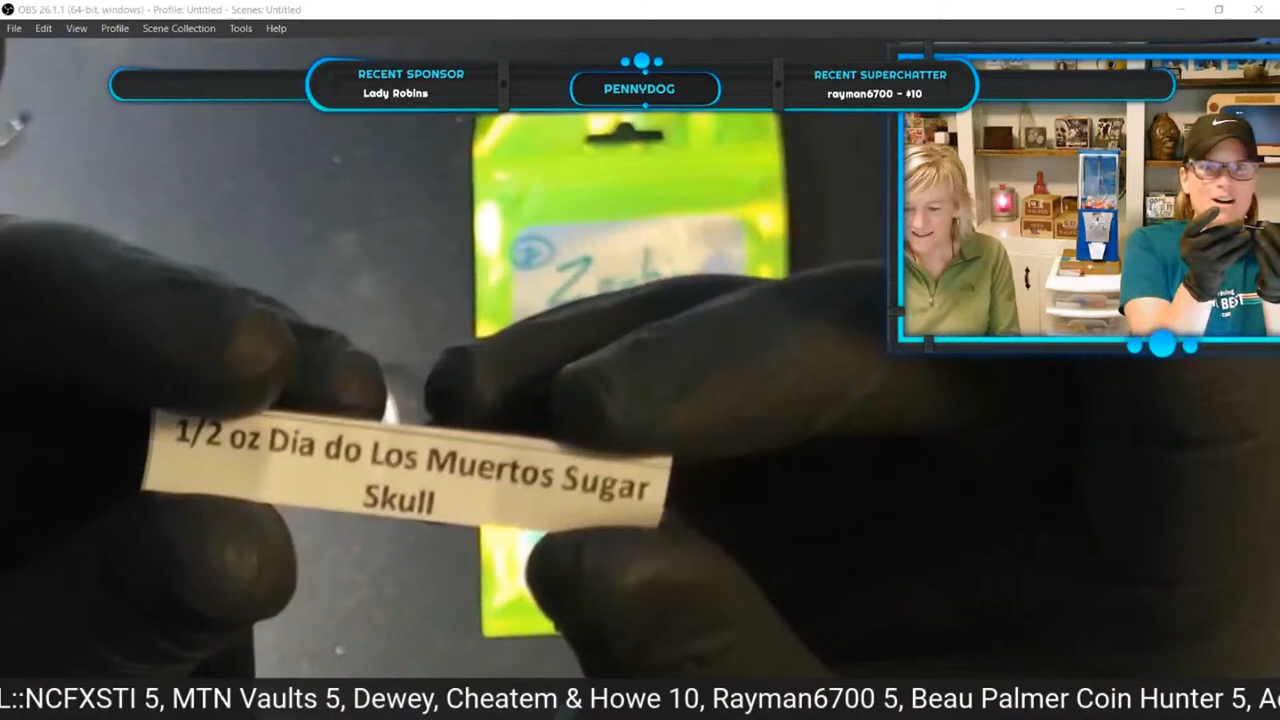 OBS 26.1.1 (64-bit, windows) - Profile: Untitled - Scenes: Untitled
File Edit View Profile Scene Collection Tools Help
RECENT SPONSOR
Lady Robins
PENNYDOG
RECENT SUPERCHATTER
rayman6700 - $10
1/2 oz Dia do Los Muertos Sugar
Skull
BEST
L::NCFXSTI 5, MTN Vaults 5, Dewey, Cheatem & Howe 10, Rayman6700 5, Beau Palmer Coin Hunter 5, A